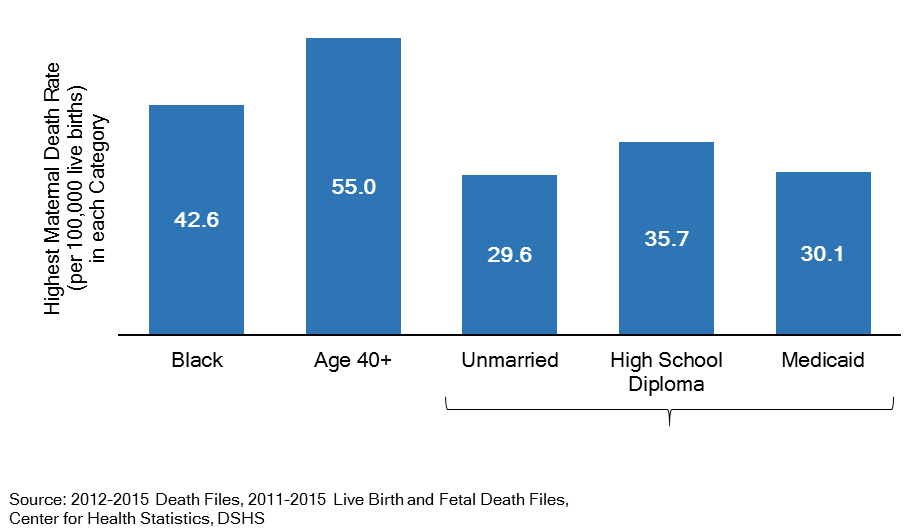 Highest Maternal Death Rate
(per 100,000 live births)
in each Category
42.6
55.0
29.6
35.7
30.1
Black
Age 40+
Unmarried
High School
Diploma
Medicaid
Source: 2012-2015 Death Files, 2011-2015 Live Birth and Fetal Death Files,
Center for Health Statistics, DSHS